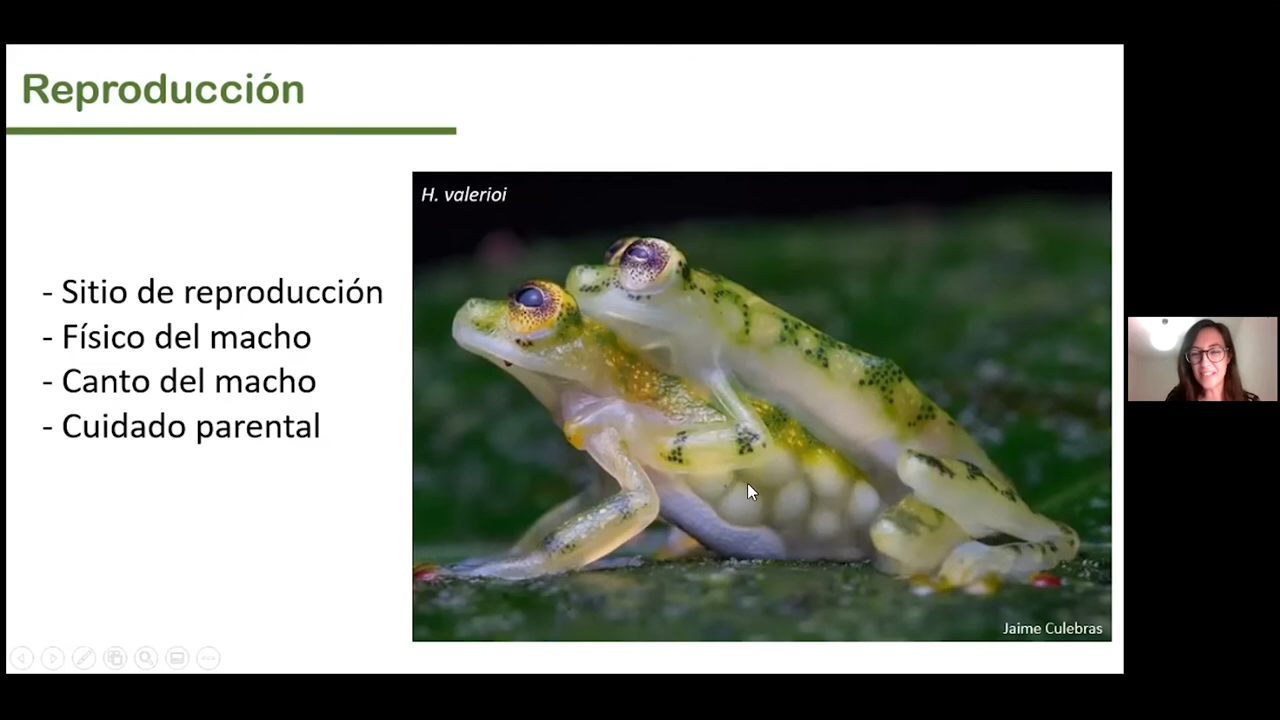 Reproducción
H. valerioi
- Sitio de reproducción
- Físico del macho
- Canto del macho
- Cuidado parental
Jaime Culebras